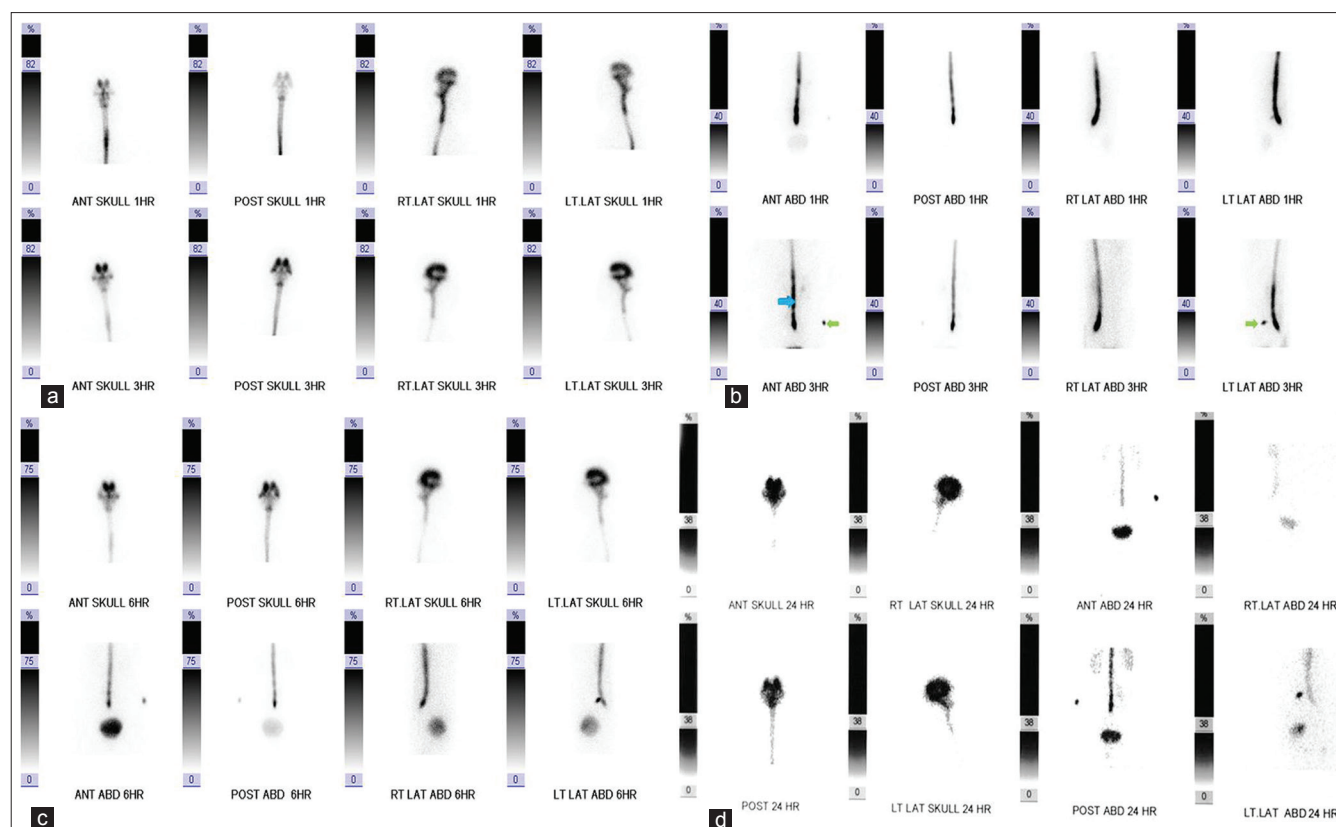 % % % %
82 82 82 82
0 0 0 0
ANT SKULL 1HR POST SKULL 1HR RT.LAT SKULL 1HR LT.LAT SKULL 1HR
% % % %
82 82 82 82
0 0 0 0
ANT SKULL 3HR POST SKULL 3HR RT.LAT SKULL 3HR LT.LAT SKULL 3HR
a
% % % %
40 40 40 40
0 0 0 0
ANT ABD 1HR POST ABD 1HR RT LAT ABD 1HR LT LAT ABD 1HR
% % % %
40 40 40 40
0 0 0 0
ANT ABD 3HR POST ABD 3HR RT LAT ABD 3HR LT LAT ABD 3HR
b
% % % %
75 75 75 75
0 0 0 0
ANT SKULL 6HR POST SKULL 6HR RT.LAT SKULL 6HR LT.LAT SKULL 6HR
% % % %
75 75 75 75
0 0 0 0
ANT ABD 6HR POST ABD 6HR RT LAT ABD 6HR LT LAT ABD 6HR
c
% % % %
38 38 38 38
0 0 0 0
ANT SKULL 24 HR RT LAT SKULL 24 HR ANT ABD 24 HR RT.LAT ABD 24 HR
% % % %
38 38 38 38
0 0 0 0
POST 24 HR LT LAT SKULL 24 HR POST ABD 24 HR LT.LAT ABD 24 HR
d